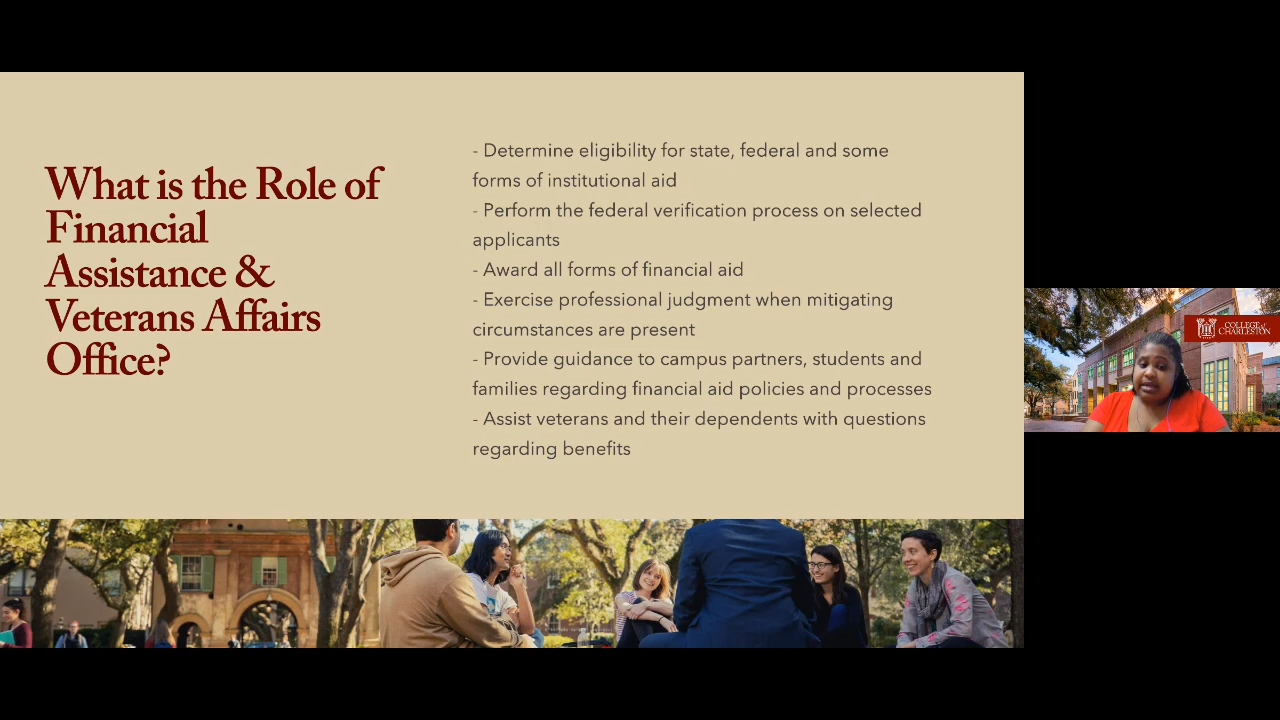 What is the Role of
Financial
Assistance &
Veterans Affairs
Office?
- Determine eligibility for state, federal and some
forms of institutional aid
- Perform the federal verification process on selected
applicants
- Award all forms of financial aid
- Exercise professional judgment when mitigating
circumstances are present
- Provide guidance to campus partners, students and
families regarding financial aid policies and processes
- Assist veterans and their dependents with questions
regarding benefits
COLLEGE of
CHARLESTON